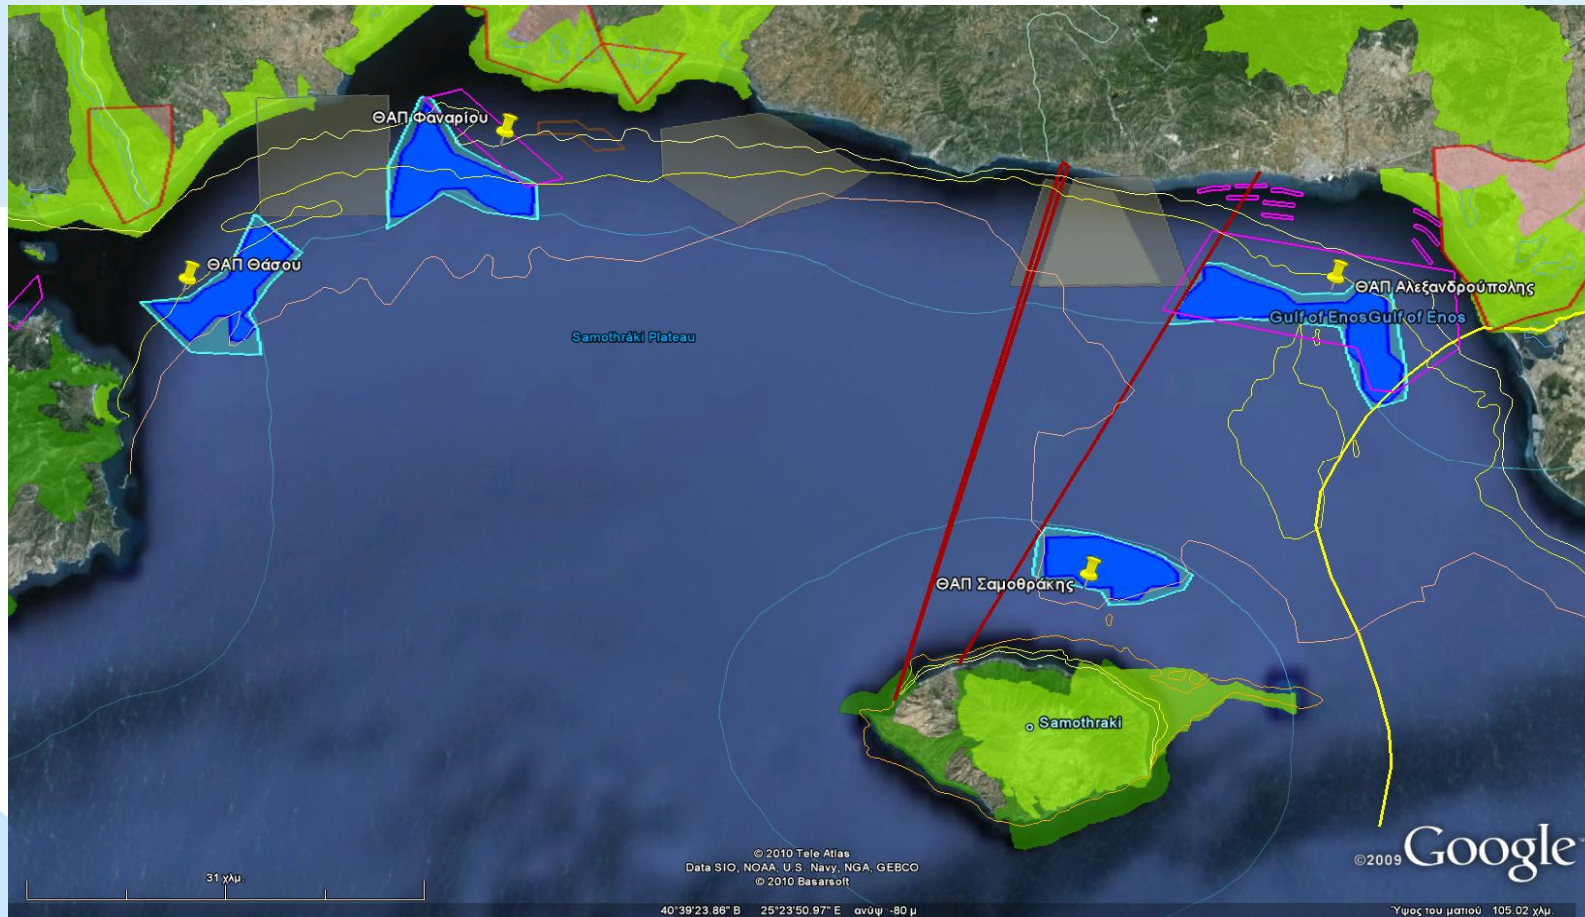 ΘΑΠ Φαναρίου
ΘΑΠ Θάσου
ΘΑΠ Αλεξανδρούπολης
Gulf of EnosGulf of Enos
Samothráki Plateau
ΘΑΠ Σαμοθράκης
Samothraki
© 2010 Tele Atlas
Data SIO, NOAA, U.S. Navy, NGA, GEBCO
© 2010 Basarsoft
©2009 Google
31 χλμ.
40°39'23.86" Β 25°23'50.97" Ε ανύψ -80 μ
Ύψος του ματιού 105.02 χλμ.